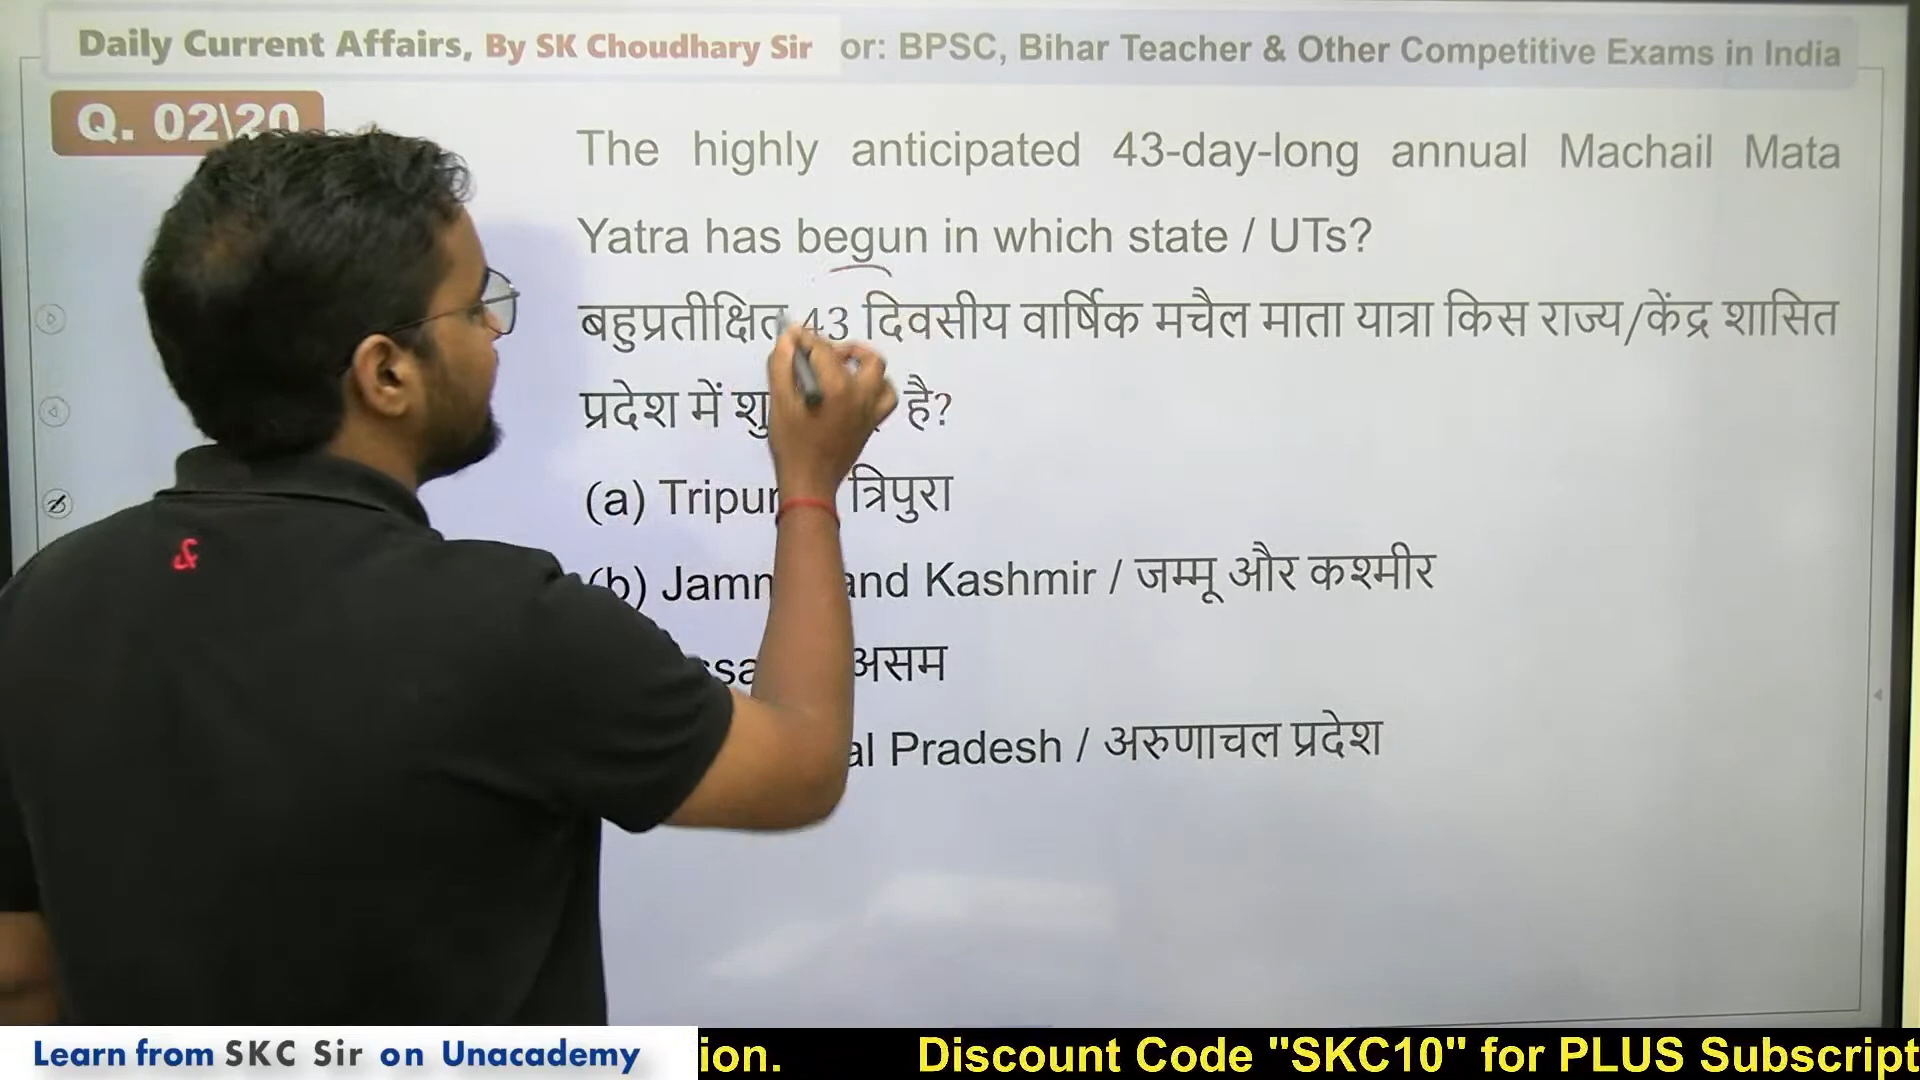 Daily Current Affairs, By SK Choudhary Sir or: BPSC, Bihar Teacher & Other Competitive Exams in India
Q. 02\20
The highly anticipated 43-day-long annual Machail Mata
Yatra has begun in which state / UTs?
बहुप्रतीक्षित 43 दिवसीय वार्षिक मचैल माता यात्रा किस राज्य/केंद्र शासित
प्रदेश में है?
(a) त्रिपुरा
(b) and Kashmir / जम्मू और कश्मीर
असम
Pradesh / अरुणाचल प्रदेश
Learn from SKC Sir on Unacademy
ion. Discount Code "SKC10" for PLUS Subscript